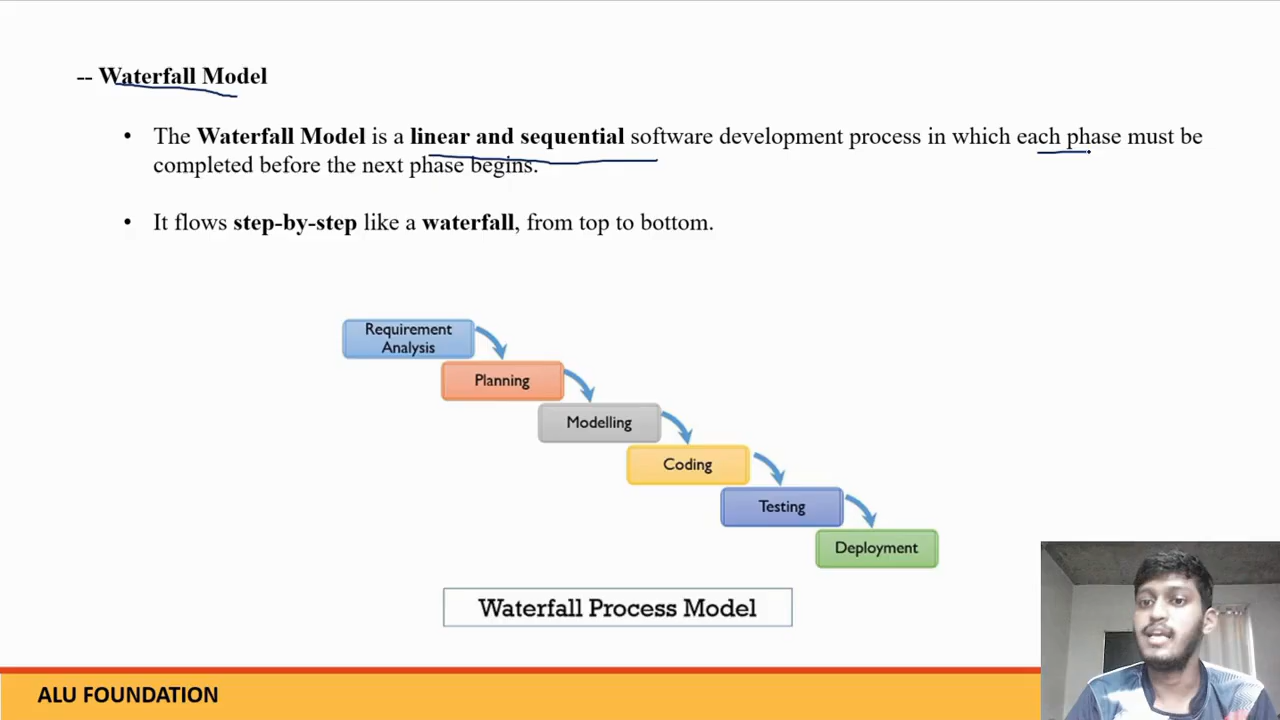 -- Waterfall Model
• The Waterfall Model is a linear and sequential software development process in which each phase must be
completed before the next phase begins.
• It flows step-by-step like a waterfall, from top to bottom.
Requirement
Analysis
Planning
Modelling
Coding
Testing
Deployment
Waterfall Process Model
ALU FOUNDATION